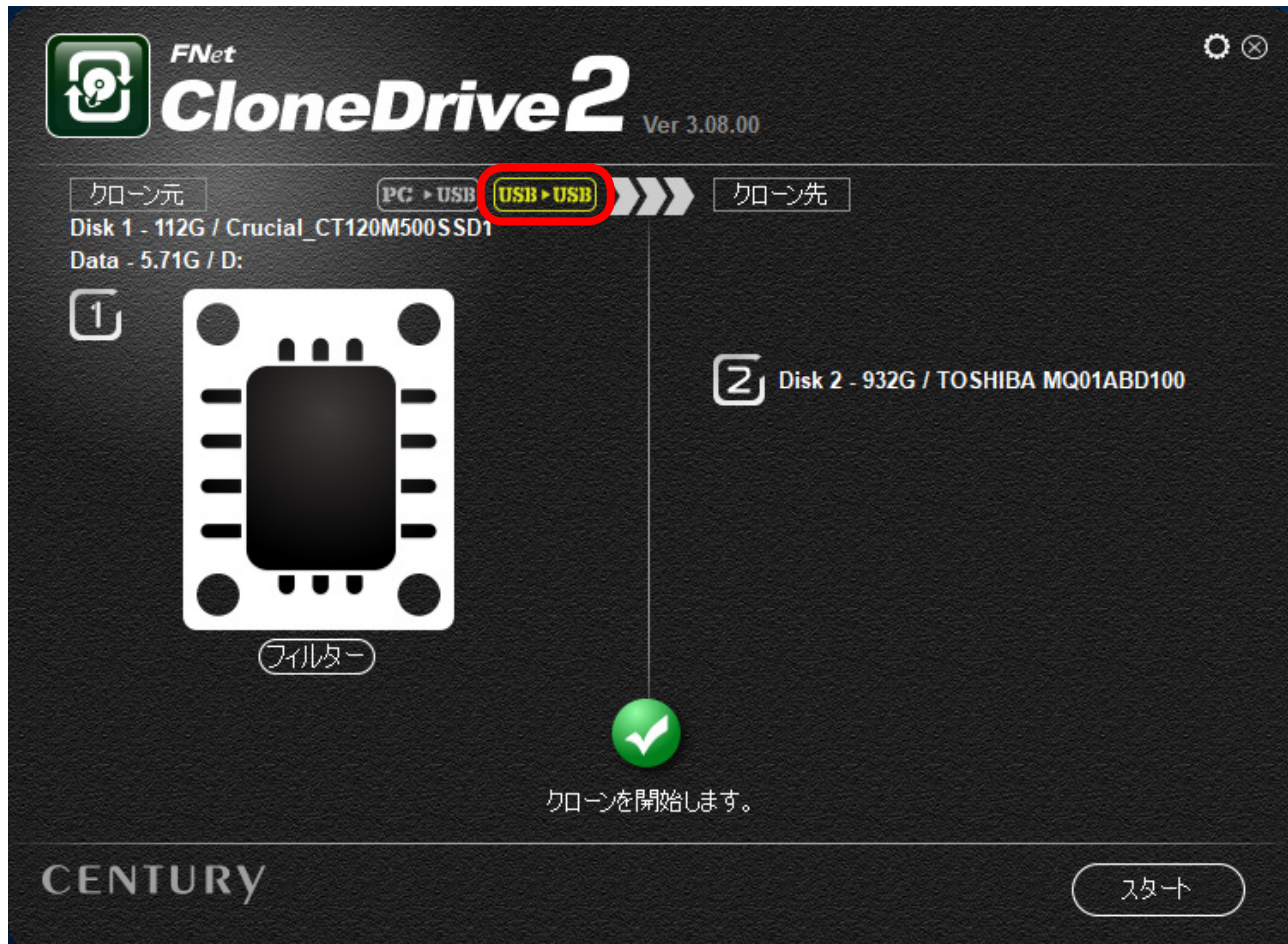 FNet
CloneDrive2 Ver 3.08.00
クローン元 PC ▸ USB USB ▸ USB クローン先
Disk 1 - 112G / Crucial_CT120M500SSD1
Data - 5.71G / D:
1
2 Disk 2 - 932G / TOSHIBA MQ01ABD100
フィルター
クローンを開始します。
CENTURY スタート